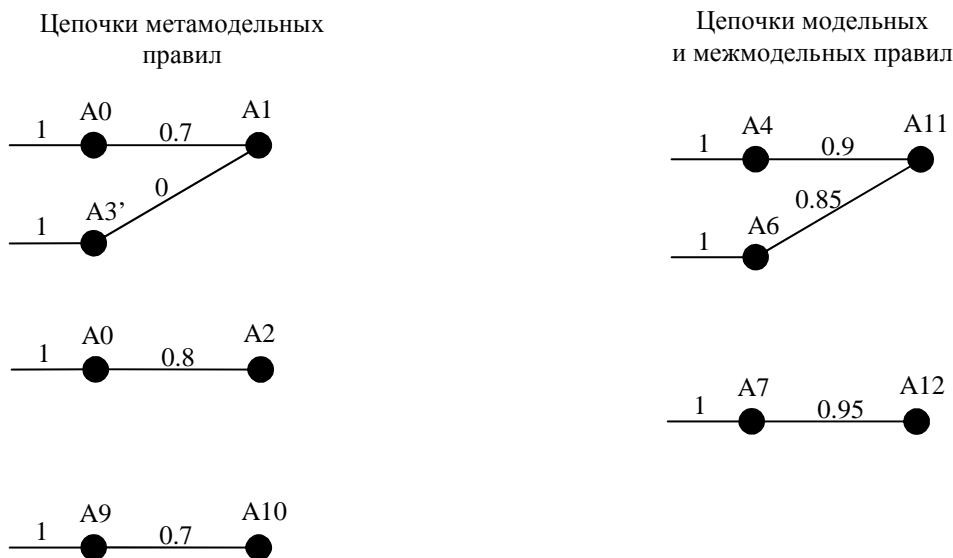 Цепочки метамодельных
правил
Цепочки модельных
и межмодельных правил
A0 A1
1 0.7
0
A3’
1
A4 A11
1 0.9
0.85
A6
1
A0 A2
1 0.8
A7 A12
1 0.95
A9 A10
1 0.7